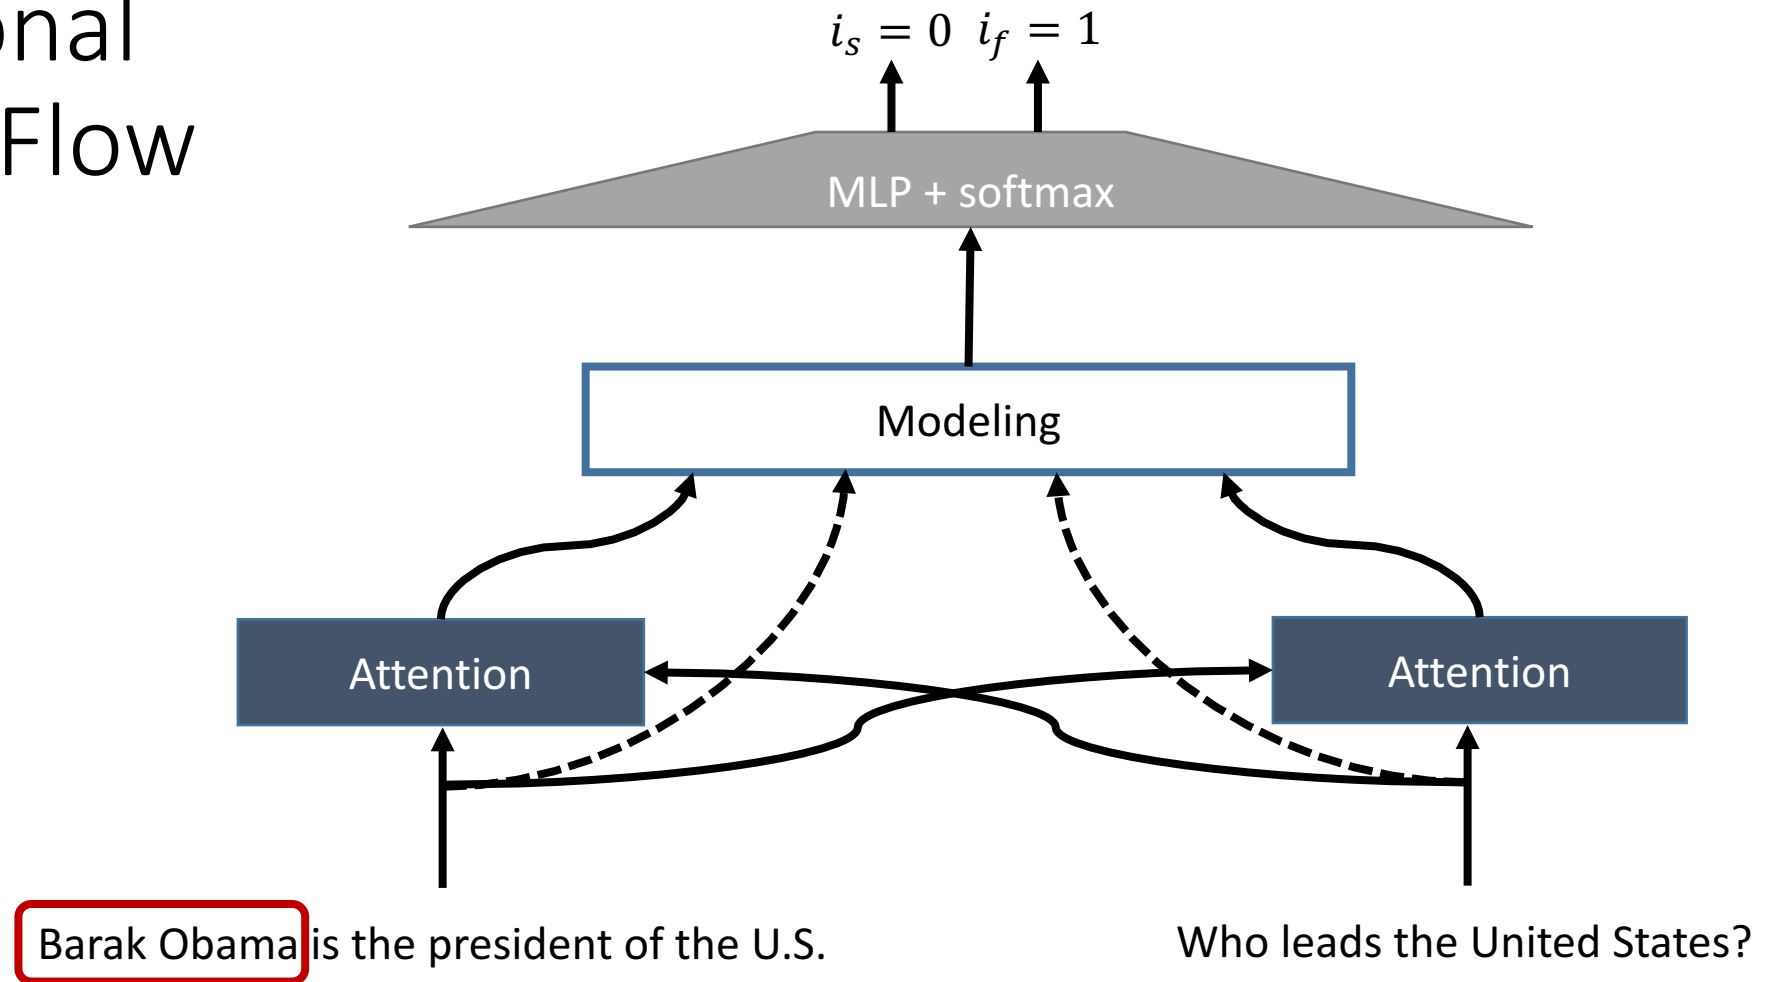 onal
Flow
i_s = 0 i_f = 1
MLP + softmax
Modeling
Attention
Attention
Barak Obama is the president of the U.S.
Who leads the United States?